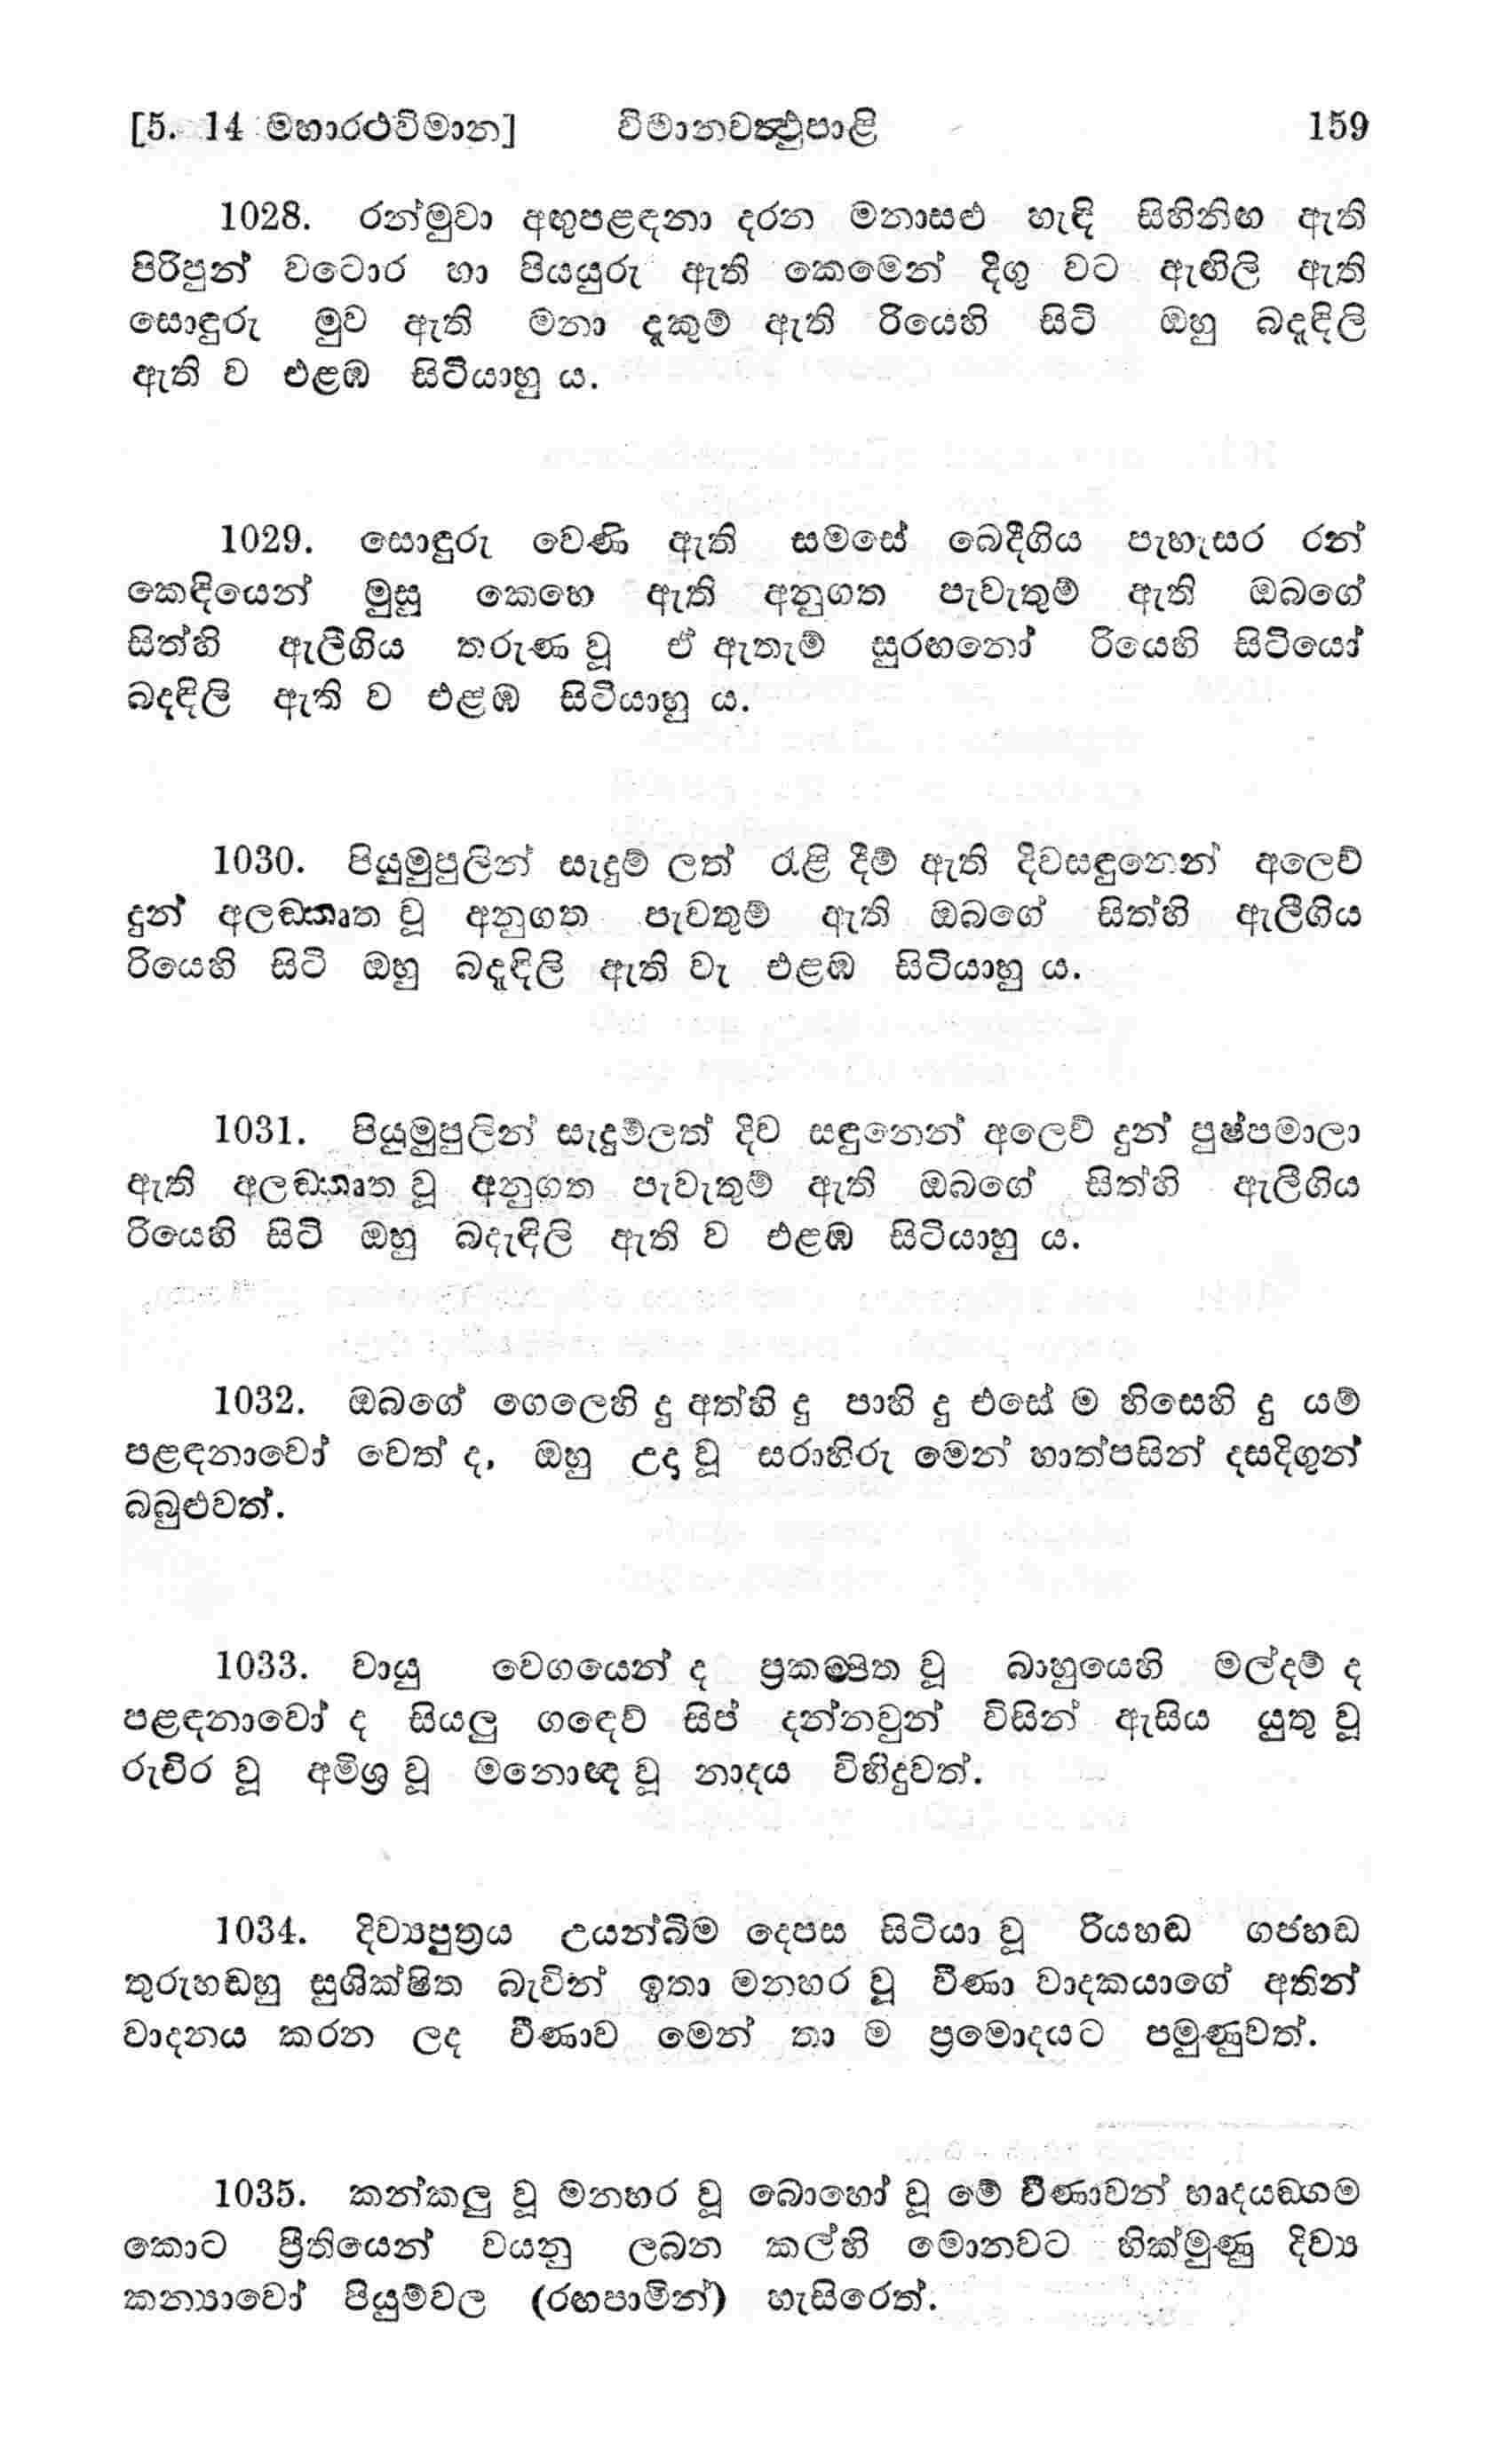 [5. 14 මහාරථවිමාන] විමානවත්‍ථුපාළි 159
1028. රන්මුවා අඟුපළඳනා දරන මනාසළු හැඳි සිහිනිඟ ඇති
පිරිපුන් වටොර හා පියයුරු ඇති කෙමෙන් දිගු වට ඇඟිලි ඇති
සොඳුරු මුව ඇති මනා දැකුම් ඇති රියෙහි සිටි ඔහු බදැඳිලි
ඇති ව එළඹ සිටියාහු ය.
1029. සොඳුරු වෙණි ඇති සමසේ බෙදීගිය පැහැසර රන්
කෙඳියෙන් මුසු කෙහෙ ඇති අනුගත පැවැතුම් ඇති ඔබගේ
සිත්හි ඇලීගිය තරුණ වූ ඒ ඇතැම් සුරඟනෝ රියෙහි සිටියෝ
බදඳිලි ඇති ව එළඹ සිටියාහු ය.
1030. පියුමුපුලින් සැදුම් ලත් රැළි දීම් ඇති දිවසඳුනෙන් අලෙව්
දුන් අලඞ්කෘත වූ අනුගත පැවතුම් ඇති ඔබගේ සිත්හි ඇලීගිය
රියෙහි සිටි ඔහු බදැඳිලි ඇති වැ එළඹ සිටියාහු ය.
1031. පියුමුපුලින් සැදුම්ලත් දිව සඳුනෙන් අලෙව් දුන් පුෂ්පමාලා
ඇති අලඞ්කෘත වූ අනුගත පැවැතුම් ඇති ඔබගේ සිත්හි ඇලීගිය
රියෙහි සිටි ඔහු බදැඳිලි ඇති ව එළඹ සිටියාහු ය.
1032. ඔබගේ ගෙලෙහි දු අත්හි දු පාහි දු එසේ ම හිසෙහි දු යම්
පළඳනාවෝ වෙත් ද, ඔහු උදා වූ සරාහිරු මෙන් හාත්පසින් දසදිගුන්
බබුළුවත්.
1033. වායු වෙගයෙන් ද ප්‍රකම්පිත වූ බාහුයෙහි මල්දම් ද
පළඳනාවෝ ද සියලු ගඳෙව් සිප් දන්නවුන් විසින් ඇසිය යුතු වූ
රුචිර වූ අමිශ්‍ර වූ මනොඥ වූ නාදය විහිදුවත්.
1034. දිව්‍යපුත්‍රය උයන්බිම දෙපස සිටියා වූ රියහඬ ගජහඬ
තුරුහඬහු සුශික්ෂිත බැවින් ඉතා මනහර වූ වීණා වාදකයාගේ අතින්
වාදනය කරන ලද වීණාව මෙන් තා ම ප්‍රමොදයට පමුණුවත්.
1035. කන්කලු වූ මනහර වූ බොහෝ වූ මේ වීණාවන් හෘදයඞ්ගම
කොට ප්‍රීතියෙන් වයනු ලබන කල්හි මොනවට හික්මුණු දිව්‍ය
කන්‍යාවෝ පියුම්වල (රඟපාමින්) හැසිරෙත්.